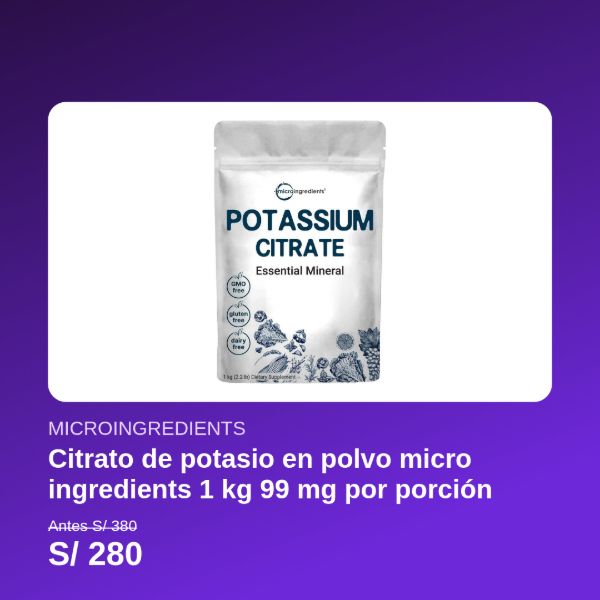 microingredients
POTASSIUM
CITRATE
Essential Mineral
GMO
free
gluten
free
dairy
free
1 kg (2.2 lb) Dietary Supplement
MICROINGREDIENTS
Citrato de potasio en polvo micro
ingredients 1 kg 99 mg por porción
Antes S/ 380
S/ 280